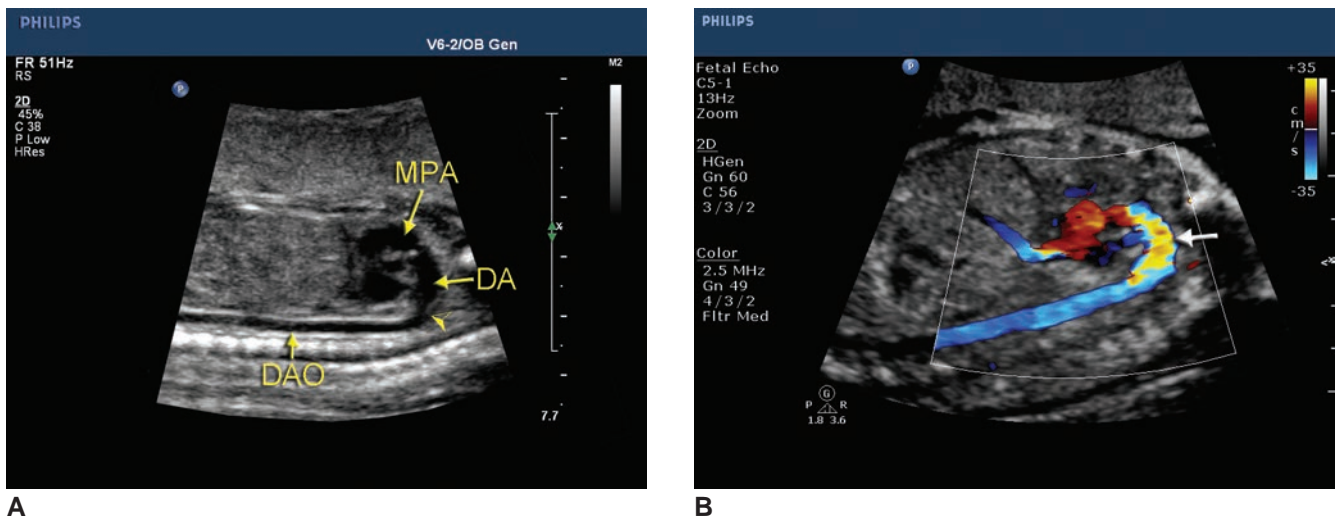 PHILIPS
V6-2/OB Gen
FR 51Hz
RS
2D
45%
C 38
P Low
HRes
P
M2
MPA
DA
DAO
x
7.7
A
PHILIPS
Fetal Echo
C5-1
13Hz
Zoom
2D
HGen
Gn 60
C 56
3/3/2
Color
2.5 MHz
Gn 49
4/3/2
Fltr Med
P
+35
c
m/
s
-35
x
G
P R
1.8 3.6
B